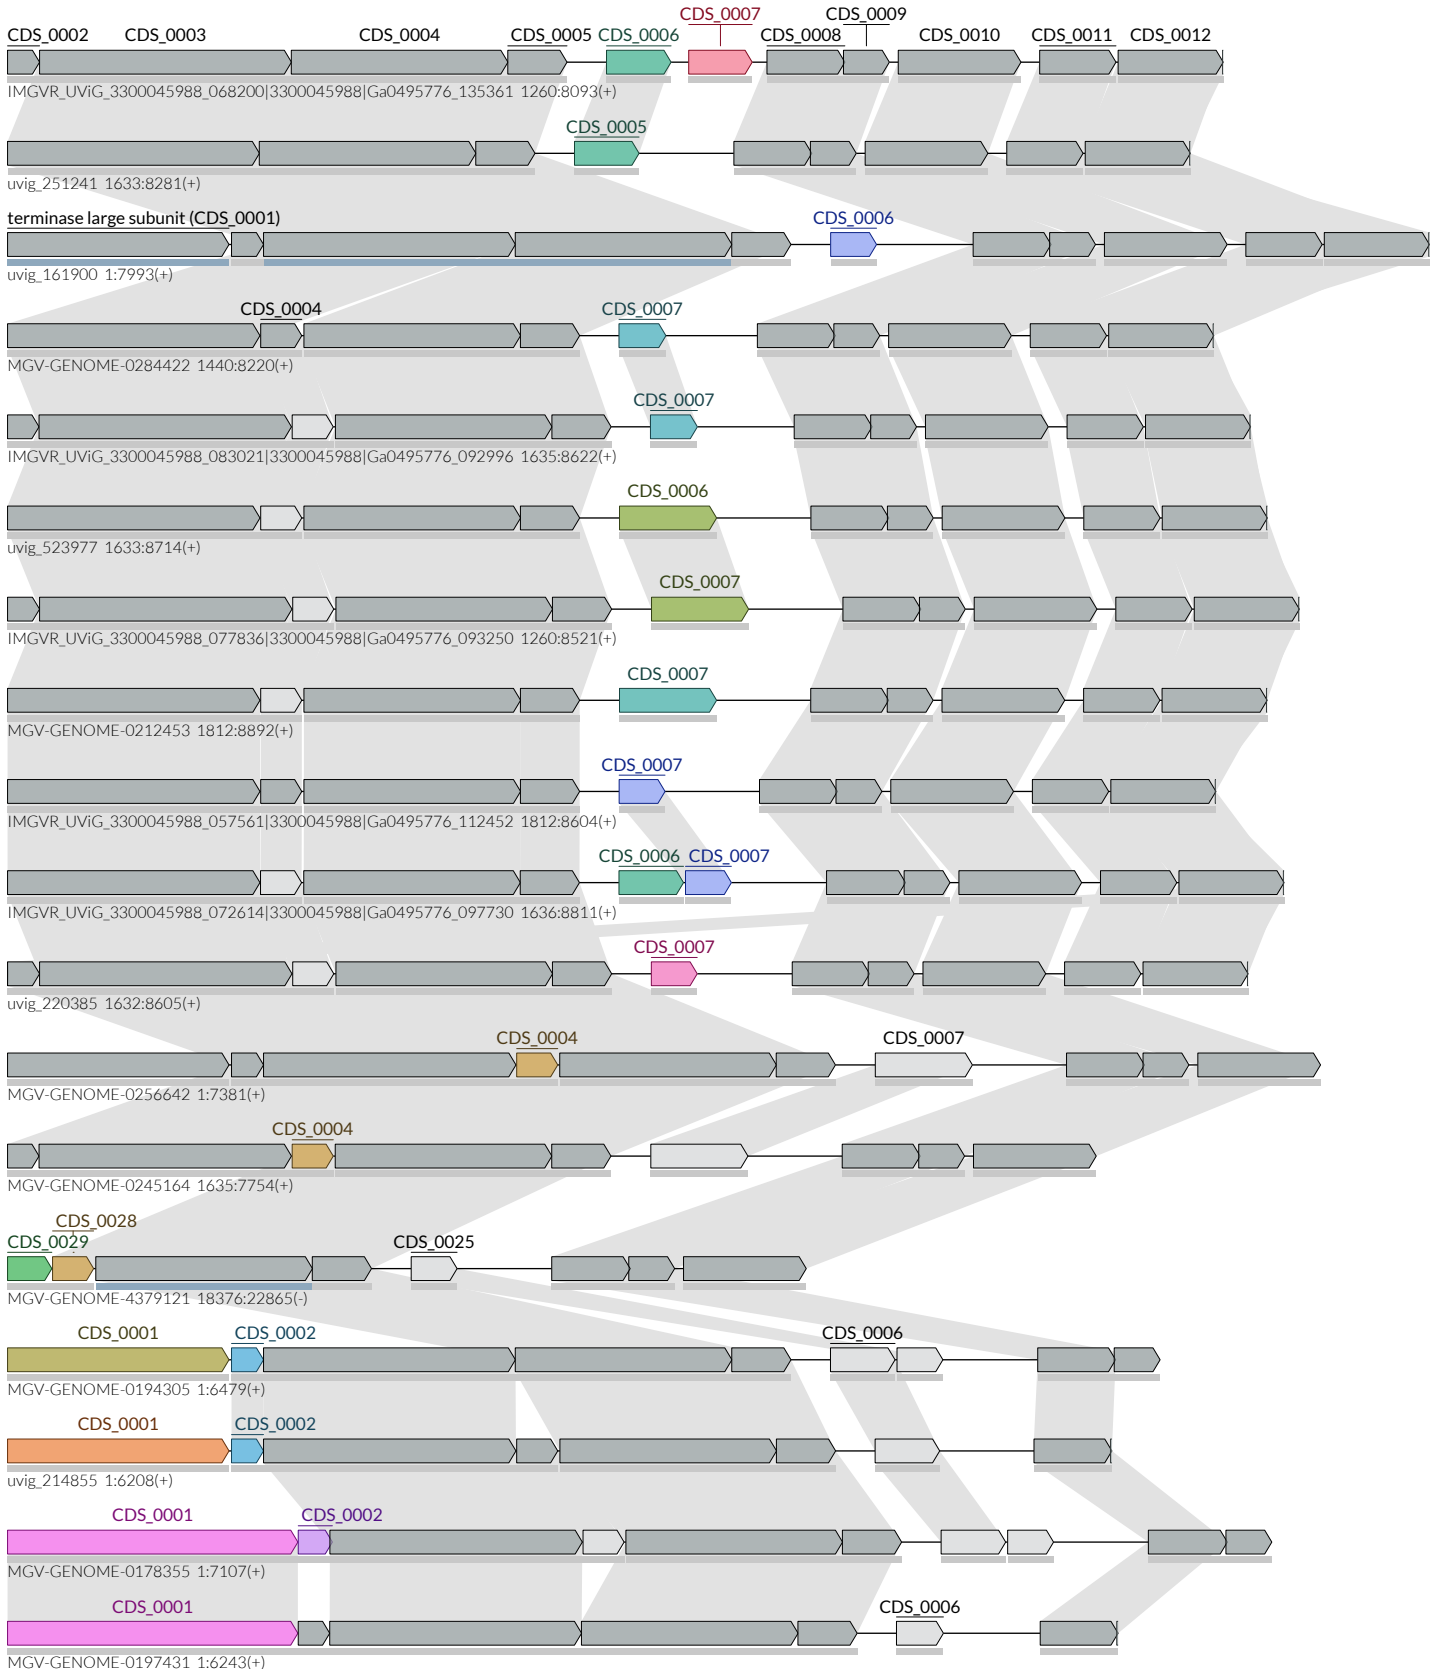 CDS_0007 CDS_0009
CDS_0002 CDS_0003 CDS_0004 CDS_0005 CDS_0006 CDS_0008 CDS_0010 CDS_0011 CDS_0012
IMGVR_UViG_3300045988_068200|3300045988|Ga0495776_135361 1260:8093(+)
CDS_0005
uvig_251241 1633:8281(+)
terminase large subunit (CDS_0001) CDS_0006
uvig_161900 1:7993(+)
CDS_0004 CDS_0007
MGV-GENOME-0284422 1440:8220(+)
CDS_0007
IMGVR_UViG_3300045988_083021|3300045988|Ga0495776_092996 1635:8622(+)
CDS_0006
uvig_523977 1633:8714(+)
CDS_0007
IMGVR_UViG_3300045988_077836|3300045988|Ga0495776_093250 1260:8521(+)
CDS_0007
MGV-GENOME-0212453 1812:8892(+)
CDS_0007
IMGVR_UViG_3300045988_057561|3300045988|Ga0495776_112452 1812:8604(+)
CDS_0006 CDS_0007
IMGVR_UViG_3300045988_072614|3300045988|Ga0495776_097730 1636:8811(+)
CDS_0007
uvig_220385 1632:8605(+)
CDS_0004 CDS_0007
MGV-GENOME-0256642 1:7381(+)
CDS_0004
MGV-GENOME-0245164 1635:7754(+)
CDS_0028
CDS_0029 CDS_0025
MGV-GENOME-4379121 18376:22865(-)
CDS_0001 CDS_0002 CDS_0006
MGV-GENOME-0194305 1:6479(+)
CDS_0001 CDS_0002
uvig_214855 1:6208(+)
CDS_0001 CDS_0002
MGV-GENOME-0178355 1:7107(+)
CDS_0001 CDS_0006
MGV-GENOME-0197431 1:6243(+)